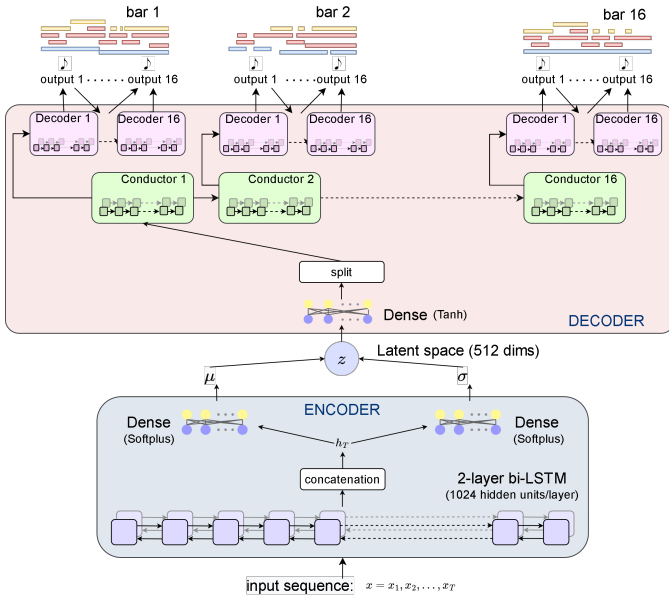 bar 1
bar 2
bar 16
output 1 ······ output 16
output 1 ······ output 16
output 1 ······ output 16
Decoder 1
Decoder 16
Decoder 1
Decoder 16
Decoder 1
Decoder 16
Conductor 1
Conductor 2
Conductor 16
split
Dense (Tanh)
DECODER
z
Latent space (512 dims)
μ
σ
ENCODER
Dense
(Softplus)
Dense
(Softplus)
h_T
concatenation
2-layer bi-LSTM
(1024 hidden units/layer)
input sequence: x = x₁, x₂, . . . , x_T